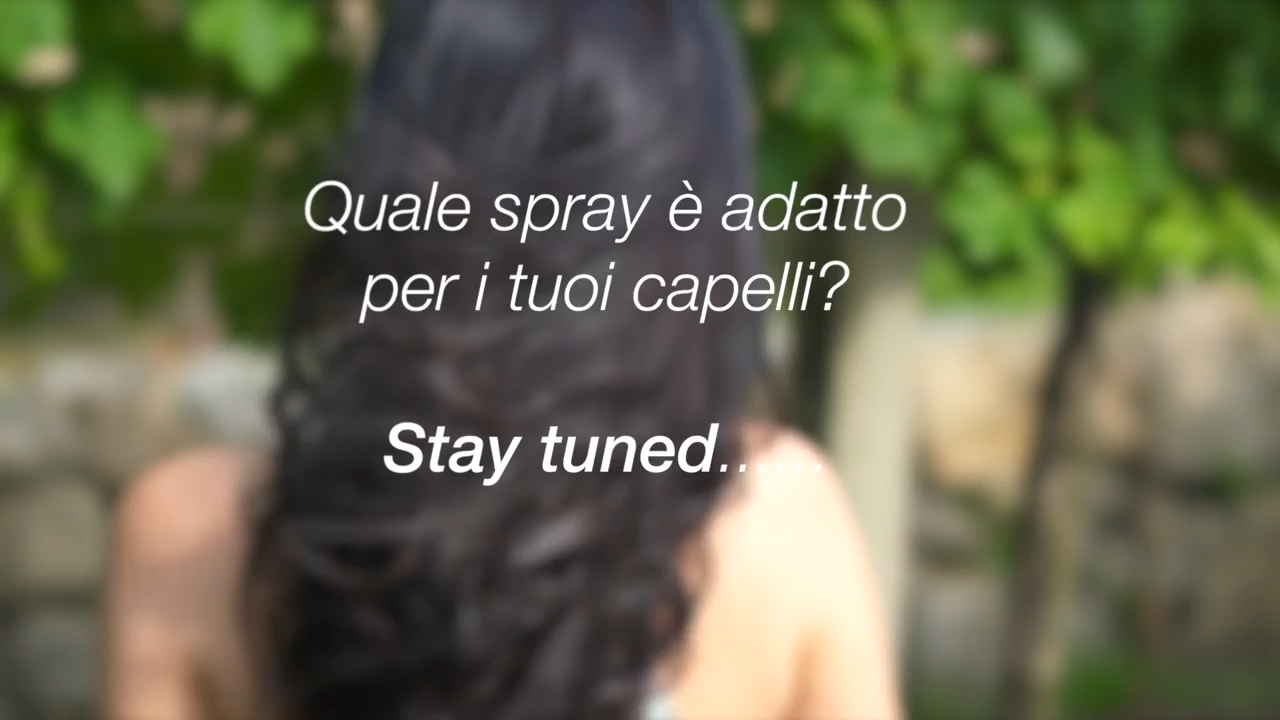 Quale spray è adatto
per i tuoi capelli?
Stay tuned.......